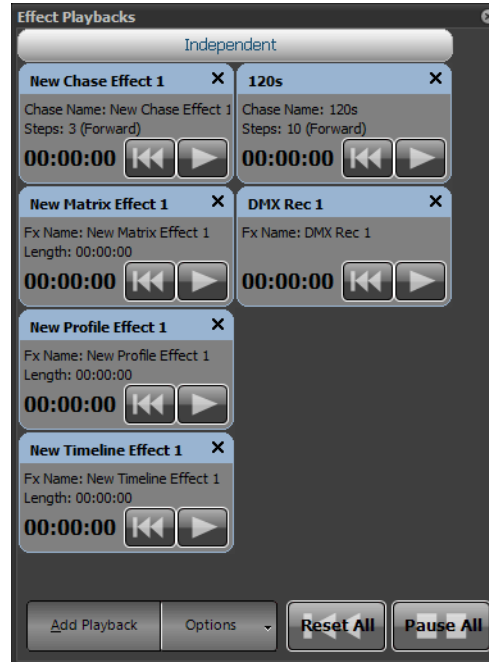 Effect Playbacks
Independent
New Chase Effect 1
Chase Name: New Chase Effect 1
Steps: 3 (Forward)
00:00:00
120s
Chase Name: 120s
Steps: 10 (Forward)
00:00:00
New Matrix Effect 1
Fx Name: New Matrix Effect 1
Length: 00:00:00
00:00:00
DMX Rec 1
Fx Name: DMX Rec 1
00:00:00
New Profile Effect 1
Fx Name: New Profile Effect 1
Length: 00:00:00
00:00:00
New Timeline Effect 1
Fx Name: New Timeline Effect 1
Length: 00:00:00
00:00:00
Add Playback
Options
Reset All
Pause All